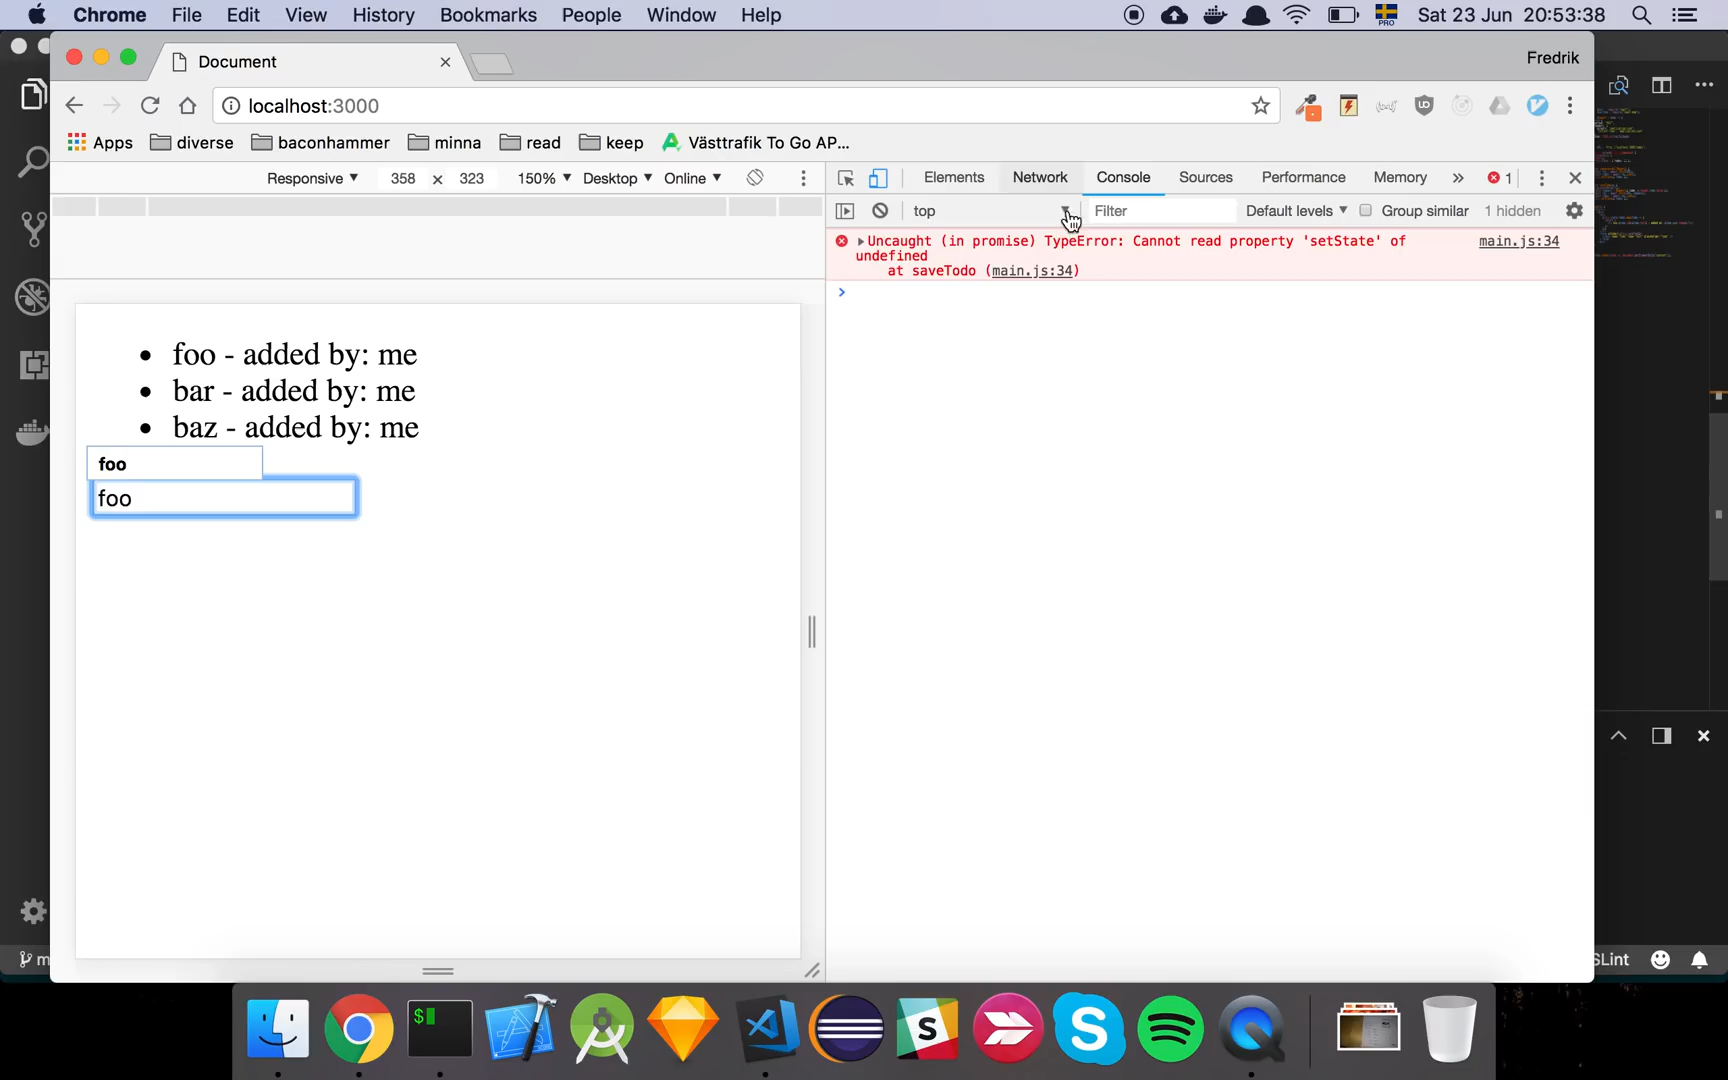 Chrome File Edit View History Bookmarks People Window Help PRO Sat 23 Jun 20:53:38
Document Fredrik
localhost:3000
Apps diverse baconhammer minna read keep Västtrafik To Go AP...
Responsive 358 × 323 150% Desktop Online Elements Network Console Sources Performance Memory » 1
top Filter Default levels Group similar 1 hidden
Uncaught (in promise) TypeError: Cannot read property 'setState' of main.js:34
undefined
at saveTodo (main.js:34)
>
• foo - added by: me
• bar - added by: me
• baz - added by: me
foo
foo
m
SLint
$
S
S